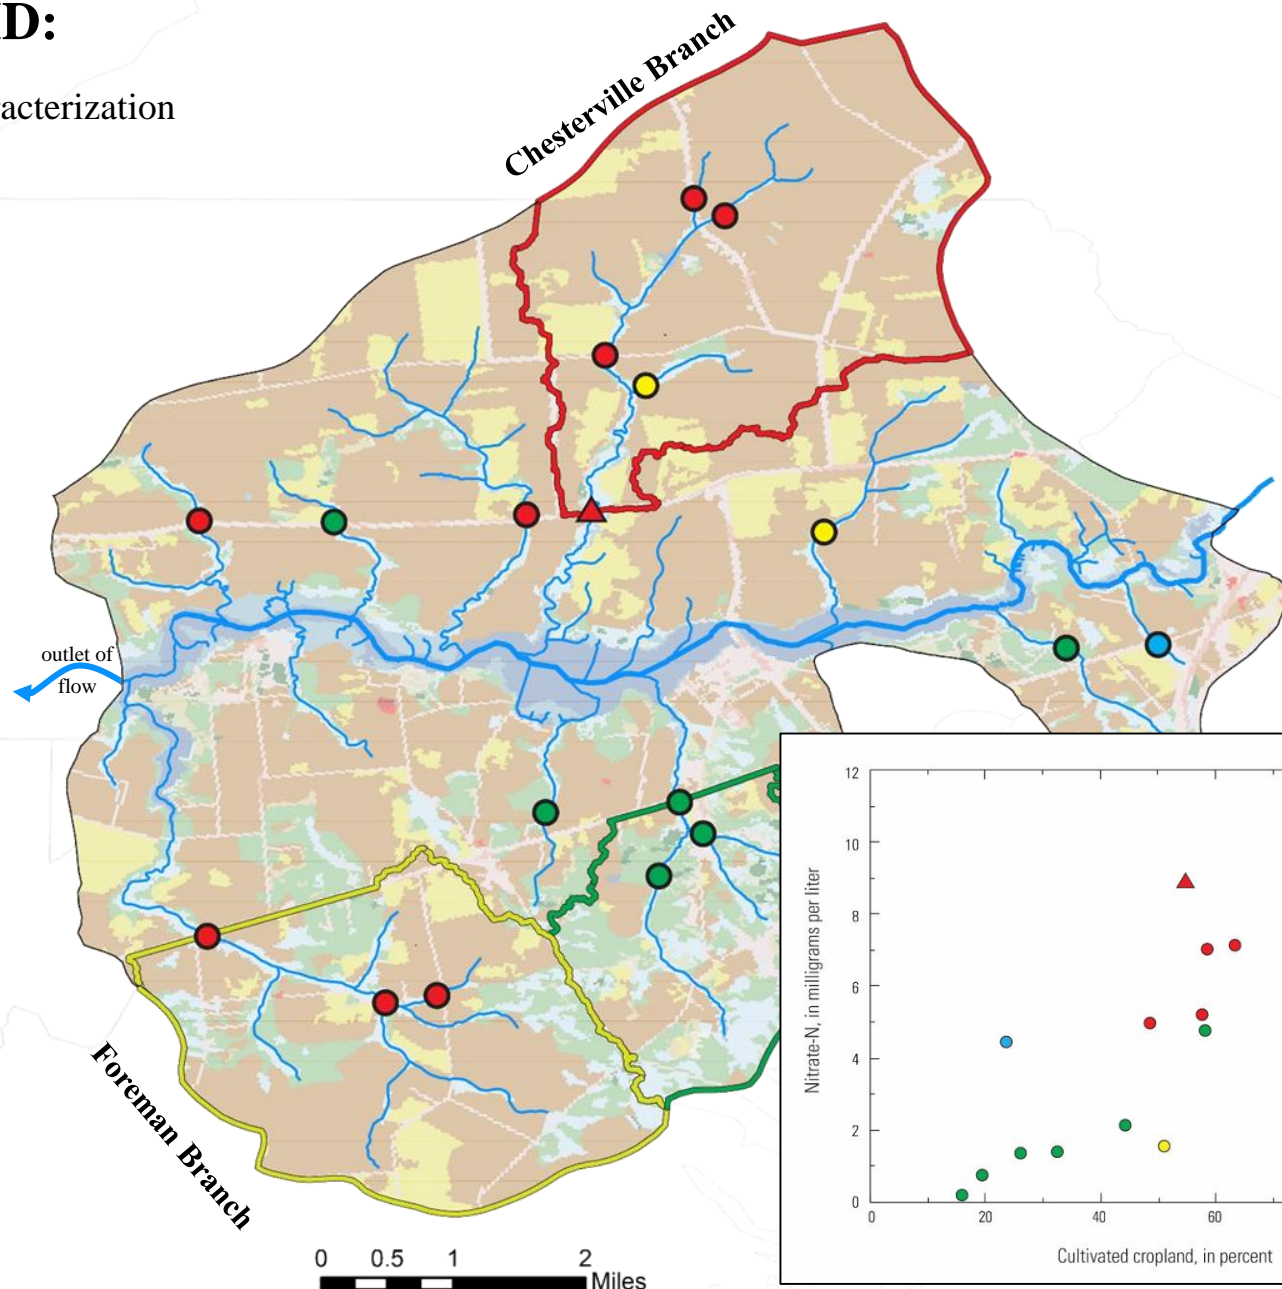 D:
acterization
Chesterville Branch
outlet of
flow
Foreman Branch
0 0.5 1 2
Miles
12
10
8
6
4
2
0
Nitrate-N, in milligrams per liter
0 20 40 60
Cultivated cropland, in percent